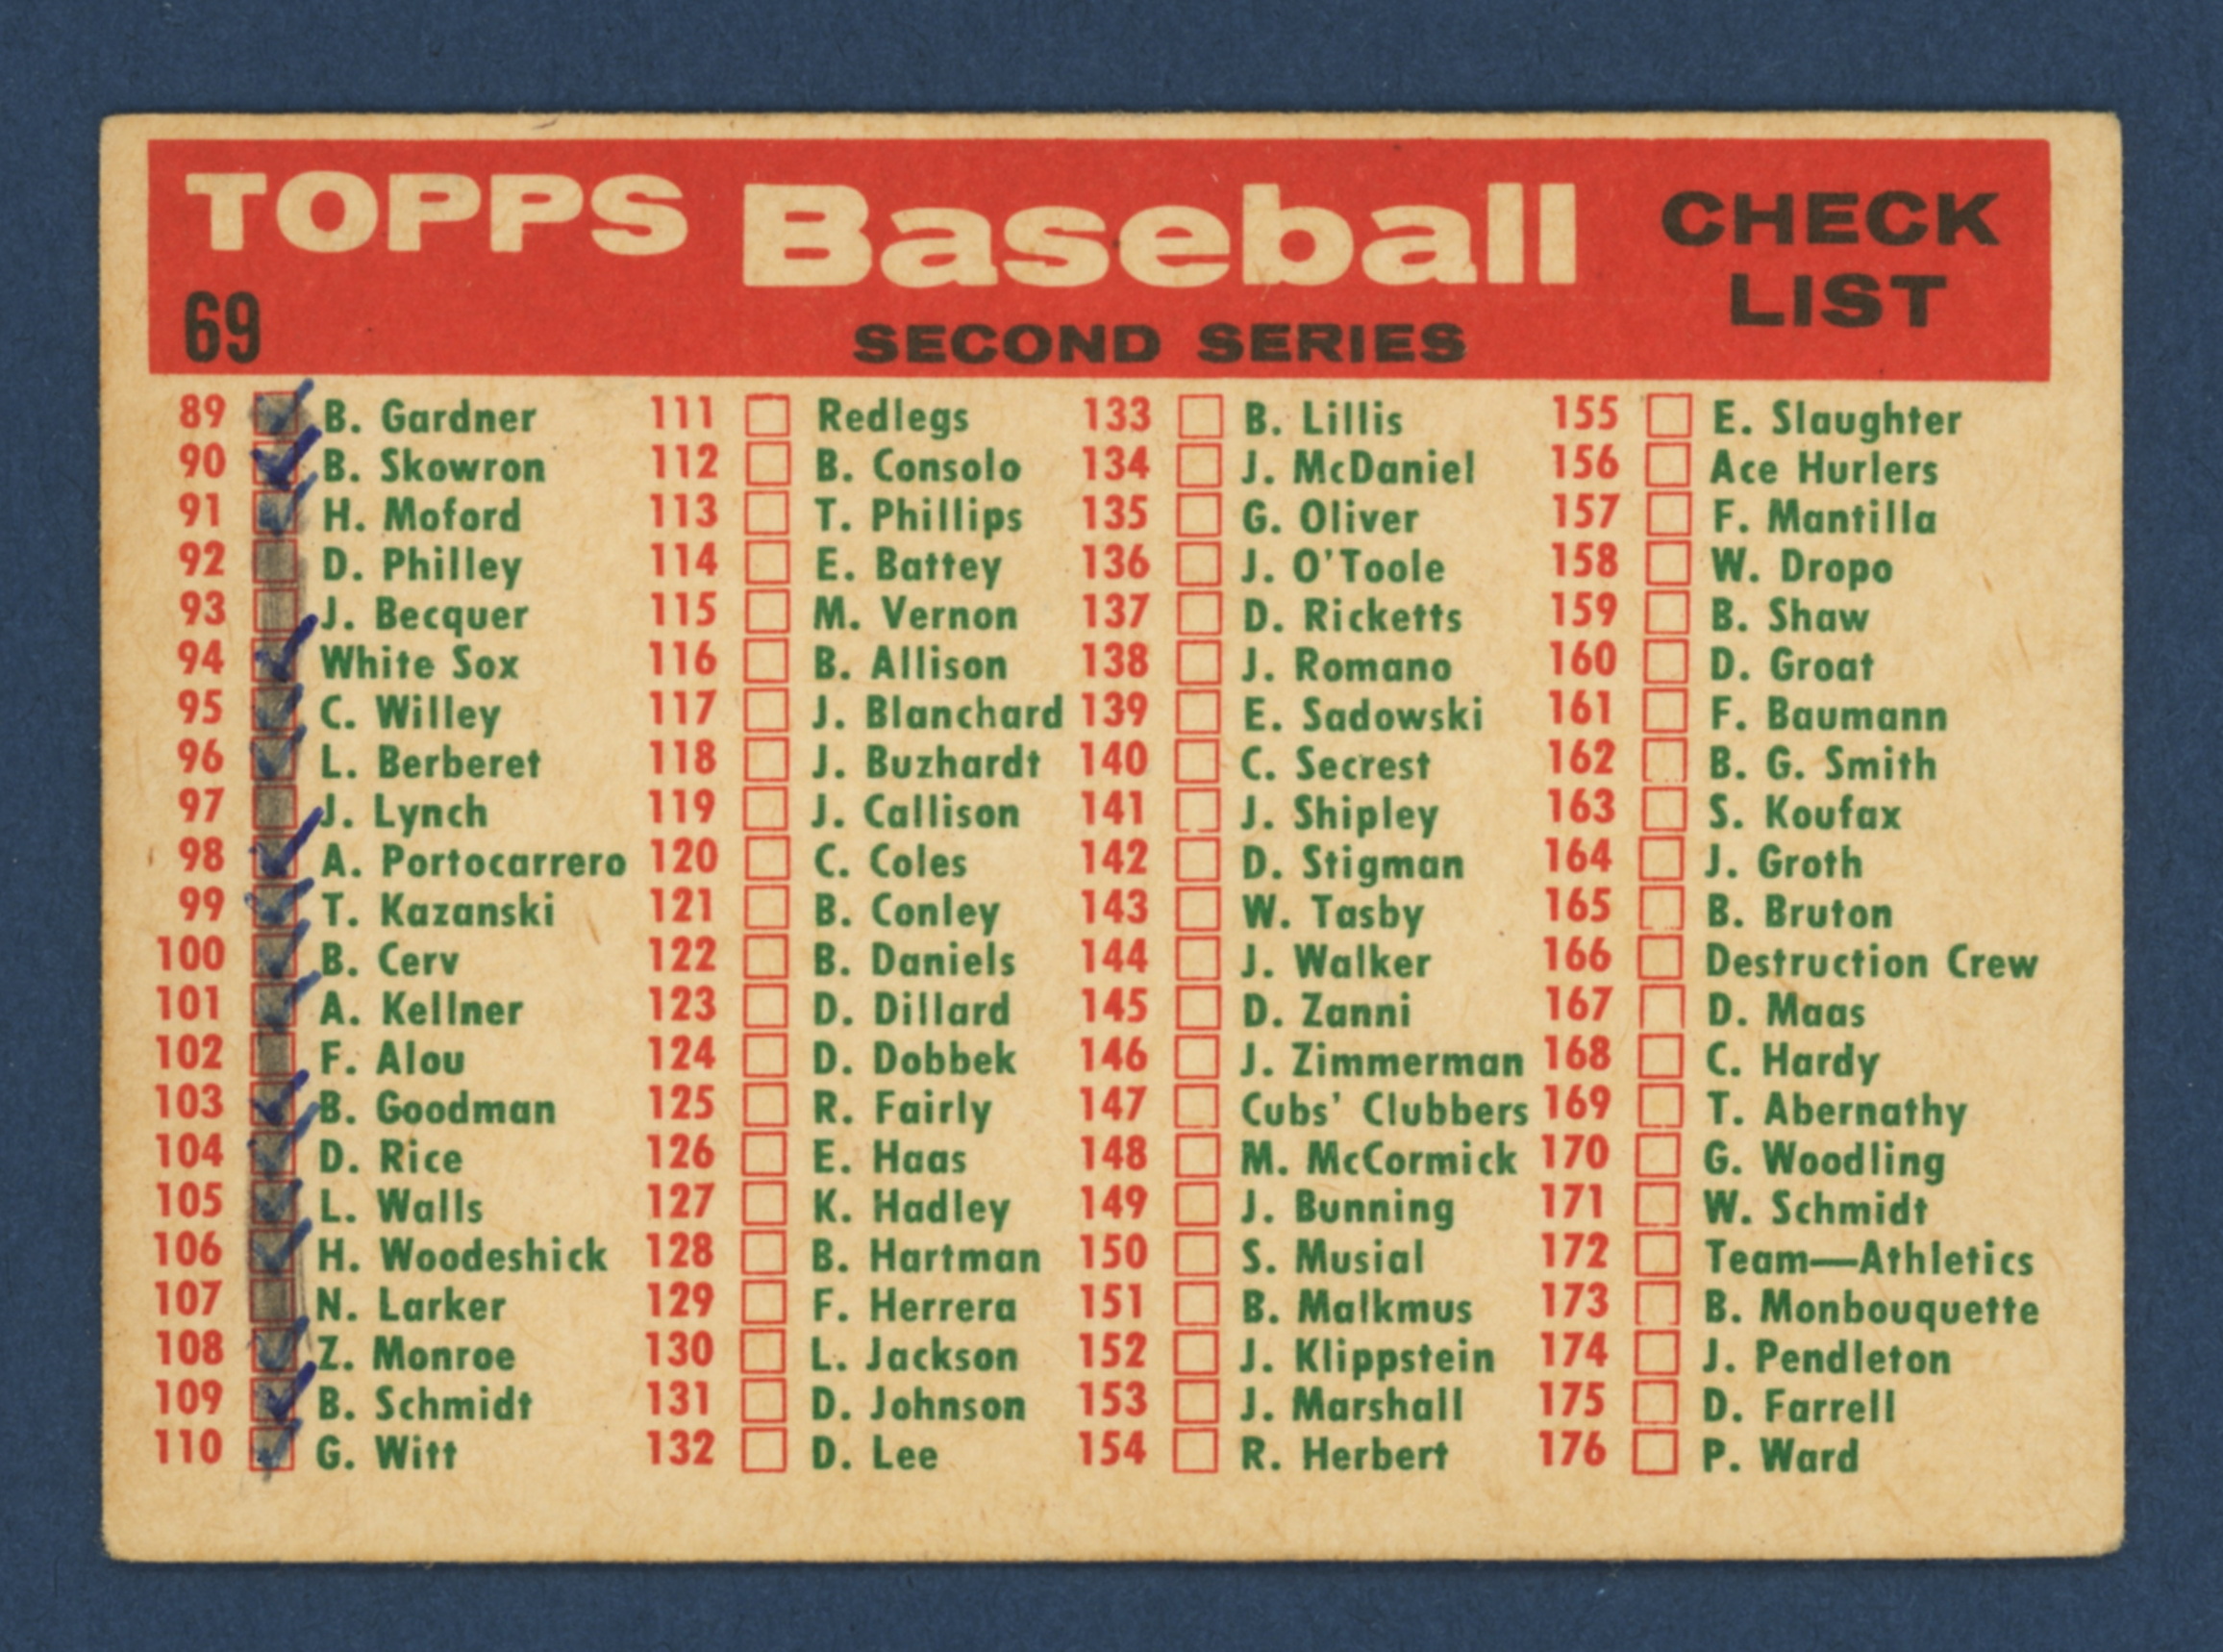 TOPPS Baseball CHECK LIST
69 SECOND SERIES
89 B. Gardner 111 Redlegs 133 B. Lillis 155 E. Slaughter
90 B. Skowron 112 B. Consolo 134 J. McDaniel 156 Ace Hurlers
91 H. Moford 113 T. Phillips 135 G. Oliver 157 F. Mantilla
92 D. Philley 114 E. Battey 136 J. O'Toole 158 W. Dropo
93 J. Becquer 115 M. Vernon 137 D. Ricketts 159 B. Shaw
94 White Sox 116 B. Allison 138 J. Romano 160 D. Groat
95 C. Willey 117 J. Blanchard 139 E. Sadowski 161 F. Baumann
96 L. Berberet 118 J. Buzhardt 140 C. Secrest 162 B. G. Smith
97 J. Lynch 119 J. Callison 141 J. Shipley 163 S. Koufax
98 A. Portocarrero 120 C. Coles 142 D. Stigman 164 J. Groth
99 T. Kazanski 121 B. Conley 143 W. Tasby 165 B. Bruton
100 B. Cerv 122 B. Daniels 144 J. Walker 166 Destruction Crew
101 A. Kellner 123 D. Dillard 145 D. Zanni 167 D. Maas
102 F. Alou 124 D. Dobbek 146 J. Zimmerman 168 C. Hardy
103 B. Goodman 125 R. Fairly 147 Cubs' Clubbers 169 T. Abernathy
104 D. Rice 126 E. Haas 148 M. McCormick 170 G. Woodling
105 L. Walls 127 K. Hadley 149 J. Bunning 171 W. Schmidt
106 H. Woodeshick 128 B. Hartman 150 S. Musial 172 Team—Athletics
107 N. Larker 129 F. Herrera 151 B. Malkmus 173 B. Monbouquette
108 Z. Monroe 130 L. Jackson 152 J. Klippstein 174 J. Pendleton
109 B. Schmidt 131 D. Johnson 153 J. Marshall 175 D. Farrell
110 G. Witt 132 D. Lee 154 R. Herbert 176 P. Ward